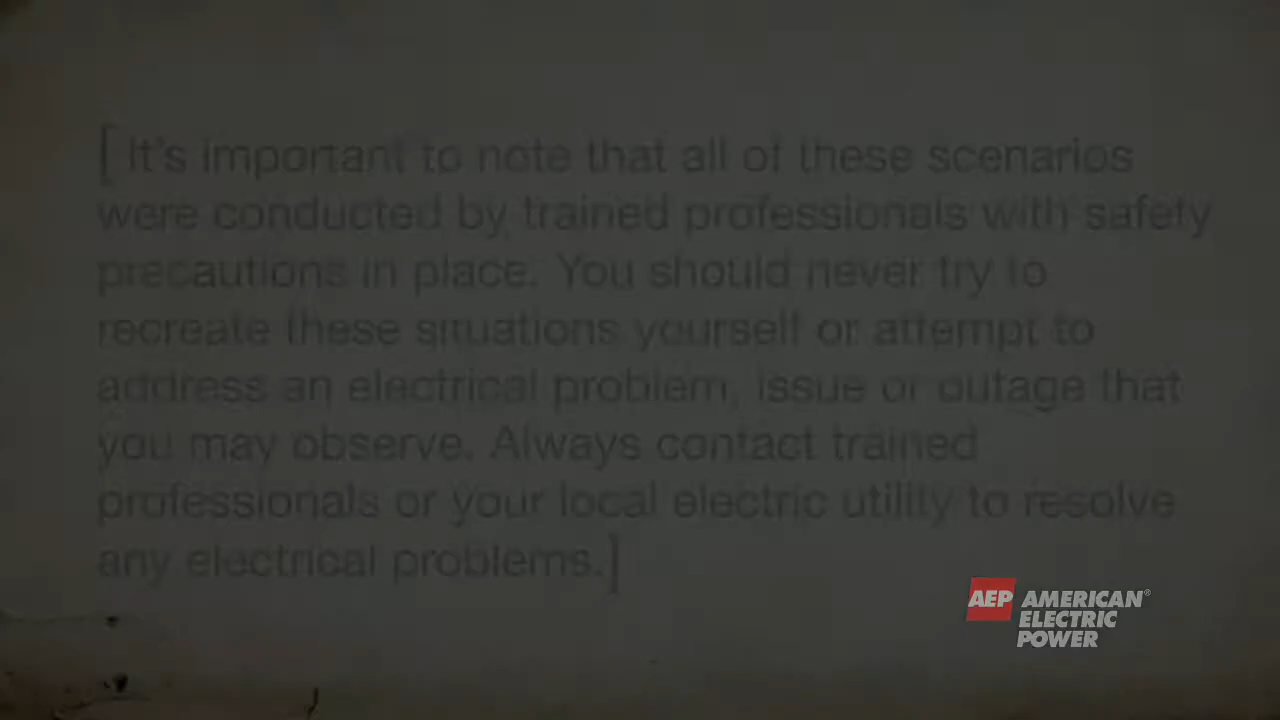 [ It's important to note that all of these scenarios
were conducted by trained professionals with safety
precautions in place. You should never try to
recreate these situations yourself or attempt to
address an electrical problem, issue or outage that
you may observe. Always contact trained
professionals or your local electric utility to resolve
any electrical problems.]
AEP AMERICAN®
ELECTRIC
POWER